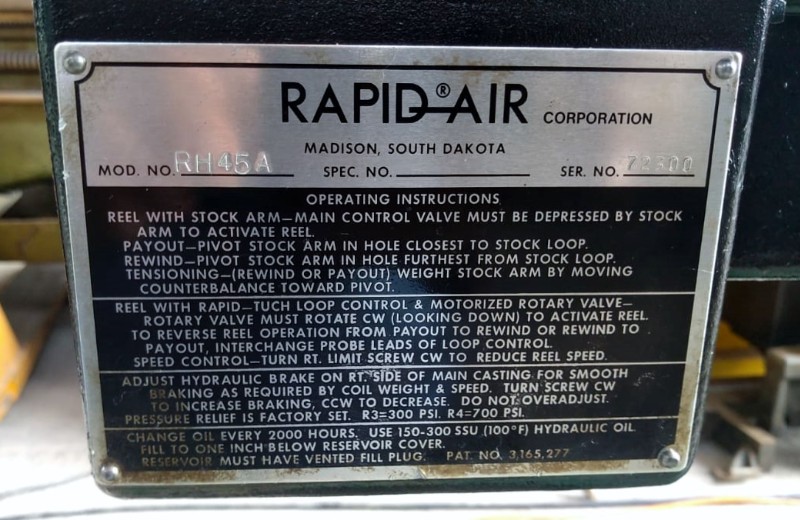 RAPID-AIR® CORPORATION
MADISON, SOUTH DAKOTA
MOD. NO. RH45A SPEC. NO. SER. NO.
OPERATING INSTRUCTIONS
REEL WITH STOCK ARM—MAIN CONTROL VALVE MUST BE DEPRESSED BY STOCK
ARM TO ACTIVATE REEL.
PAYOUT—PIVOT STOCK ARM IN HOLE CLOSEST TO STOCK LOOP.
REWIND—PIVOT STOCK ARM IN HOLE FURTHEST FROM STOCK LOOP.
TENSIONING—(REWIND OR PAYOUT) WEIGHT STOCK ARM BY MOVING
COUNTERBALANCE TOWARD PIVOT.
REEL WITH RAPID—TUCH LOOP CONTROL & MOTORIZED ROTARY VALVE—
ROTARY VALVE MUST ROTATE CW (LOOKING DOWN) TO ACTIVATE REEL.
TO REVERSE REEL OPERATION FROM PAYOUT TO REWIND OR REWIND TO
PAYOUT, INTERCHANGE PROBE LEADS OF LOOP CONTROL.
SPEED CONTROL—TURN RT. LIMIT SCREW CW TO REDUCE REEL SPEED.
ADJUST HYDRAULIC BRAKE ON RT. SIDE OF MAIN CASTING FOR SMOOTH
BRAKING AS REQUIRED BY COIL WEIGHT & SPEED. TURN SCREW CW
TO INCREASE BRAKING, CCW TO DECREASE. DO NOT OVERADJUST.
PRESSURE RELIEF IS FACTORY SET. R3=300 PSI. R4=700 PSI.
CHANGE OIL EVERY 2000 HOURS. USE 150-300 SSU (100°F) HYDRAULIC OIL.
FILL TO ONE INCH BELOW RESERVOIR COVER.
RESERVOIR MUST HAVE VENTED FILL PLUG. PAT. NO. 3,165,277